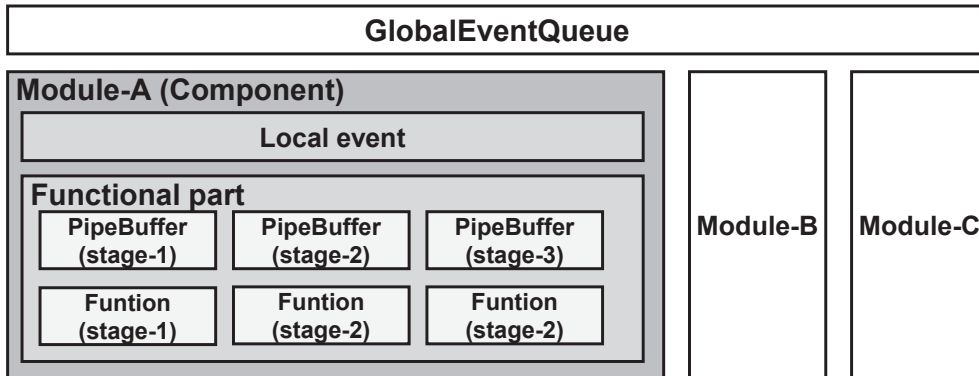 GlobalEventQueue
Module-A (Component)
Local event
Functional part
PipeBuffer
(stage-1)
PipeBuffer
(stage-2)
PipeBuffer
(stage-3)
Funtion
(stage-1)
Funtion
(stage-2)
Funtion
(stage-2)
Module-B
Module-C